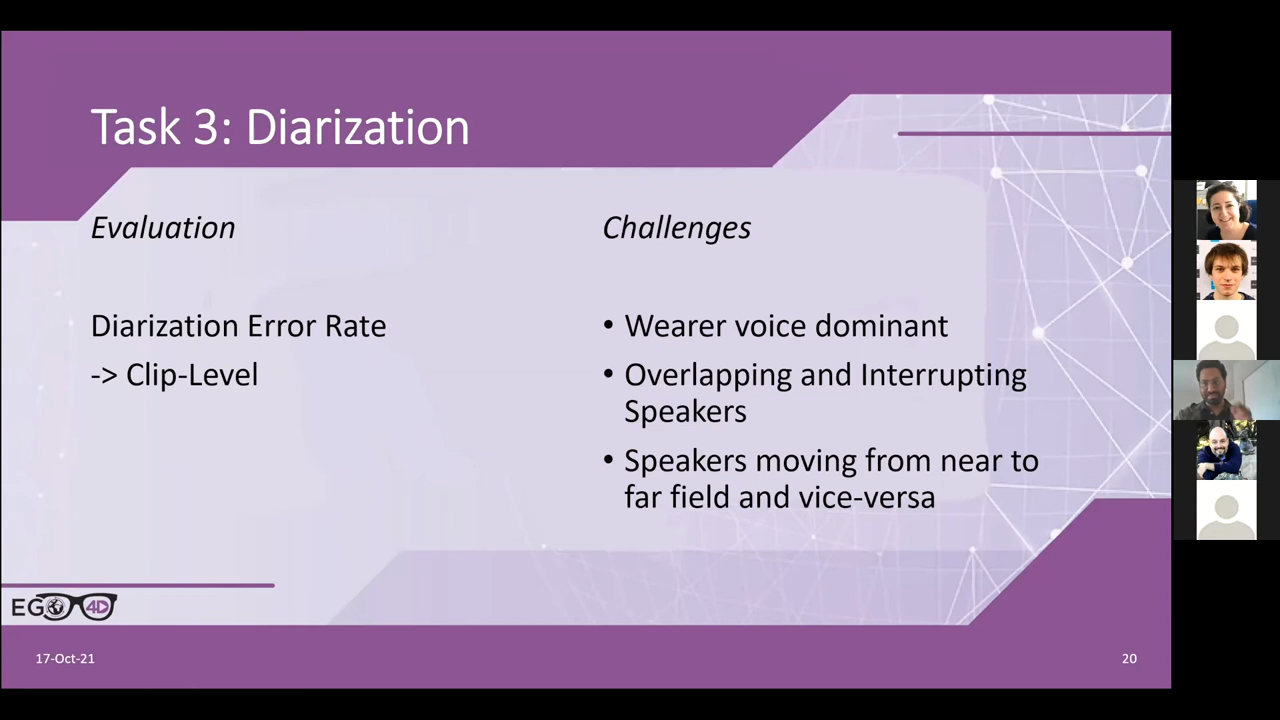 Task 3: Diarization
Evaluation
Diarization Error Rate
-> Clip-Level
Challenges
• Wearer voice dominant
• Overlapping and Interrupting
Speakers
• Speakers moving from near to
far field and vice-versa
EGO 4D
17-Oct-21
20